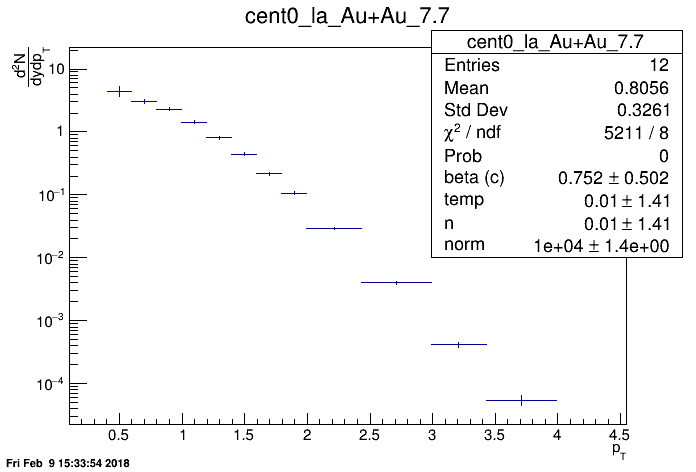 cent0_la_Au+Au_7.7
d²N
dydp_T
cent0_la_Au+Au_7.7
Entries 12
Mean 0.8056
Std Dev 0.3261
χ² / ndf 5211 / 8
Prob 0
beta (c) 0.752 ± 0.502
temp 0.01 ± 1.41
n 0.01 ± 1.41
norm 1e+04 ± 1.4e+00
10
1
10⁻¹
10⁻²
10⁻³
10⁻⁴
0.5 1 1.5 2 2.5 3 3.5 4 4.5
p_T
Fri Feb 9 15:33:54 2018